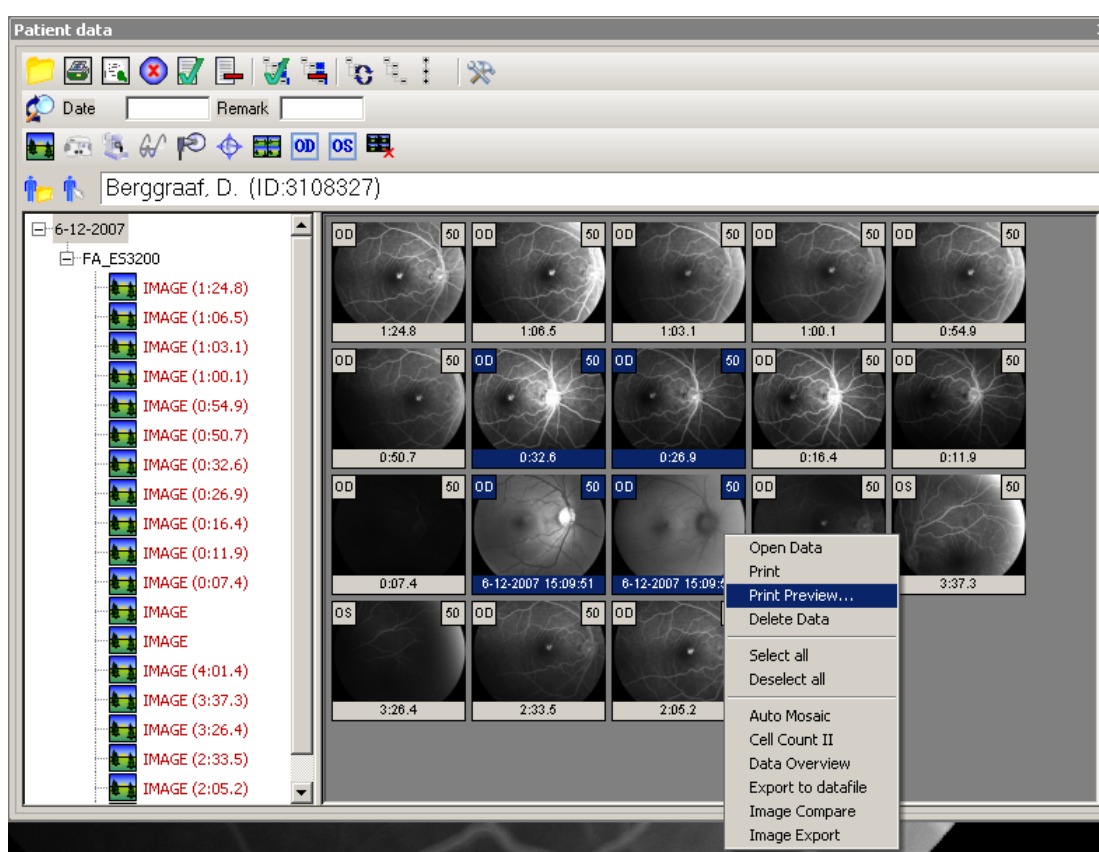 Patient data
Date Remark
OD OS
Berggraaf, D. (ID:3108327)
6-12-2007
FA_ES3200
IMAGE (1:24.8)
IMAGE (1:06.5)
IMAGE (1:03.1)
IMAGE (1:00.1)
IMAGE (0:54.9)
IMAGE (0:50.7)
IMAGE (0:32.6)
IMAGE (0:26.9)
IMAGE (0:16.4)
IMAGE (0:11.9)
IMAGE (0:07.4)
IMAGE
IMAGE
IMAGE (4:01.4)
IMAGE (3:37.3)
IMAGE (3:26.4)
IMAGE (2:33.5)
IMAGE (2:05.2)
OD 50 OD 50 OD 50 OD 50 OD 50
1:24.8 1:06.5 1:03.1 1:00.1 0:54.9
OD 50 OD 50 OD 50 OD 50 OD 50
0:50.7 0:32.6 0:26.9 0:16.4 0:11.9
OD 50 OD 50 OD 50 OD 50 OS 50
0:07.4 6-12-2007 15:09:51 6-12-2007 15:09: 3:37.3
OS 50 OD 50 OD
3:26.4 2:33.5 2:05.2
Open Data
Print
Print Preview...
Delete Data
Select all
Deselect all
Auto Mosaic
Cell Count II
Data Overview
Export to datafile
Image Compare
Image Export